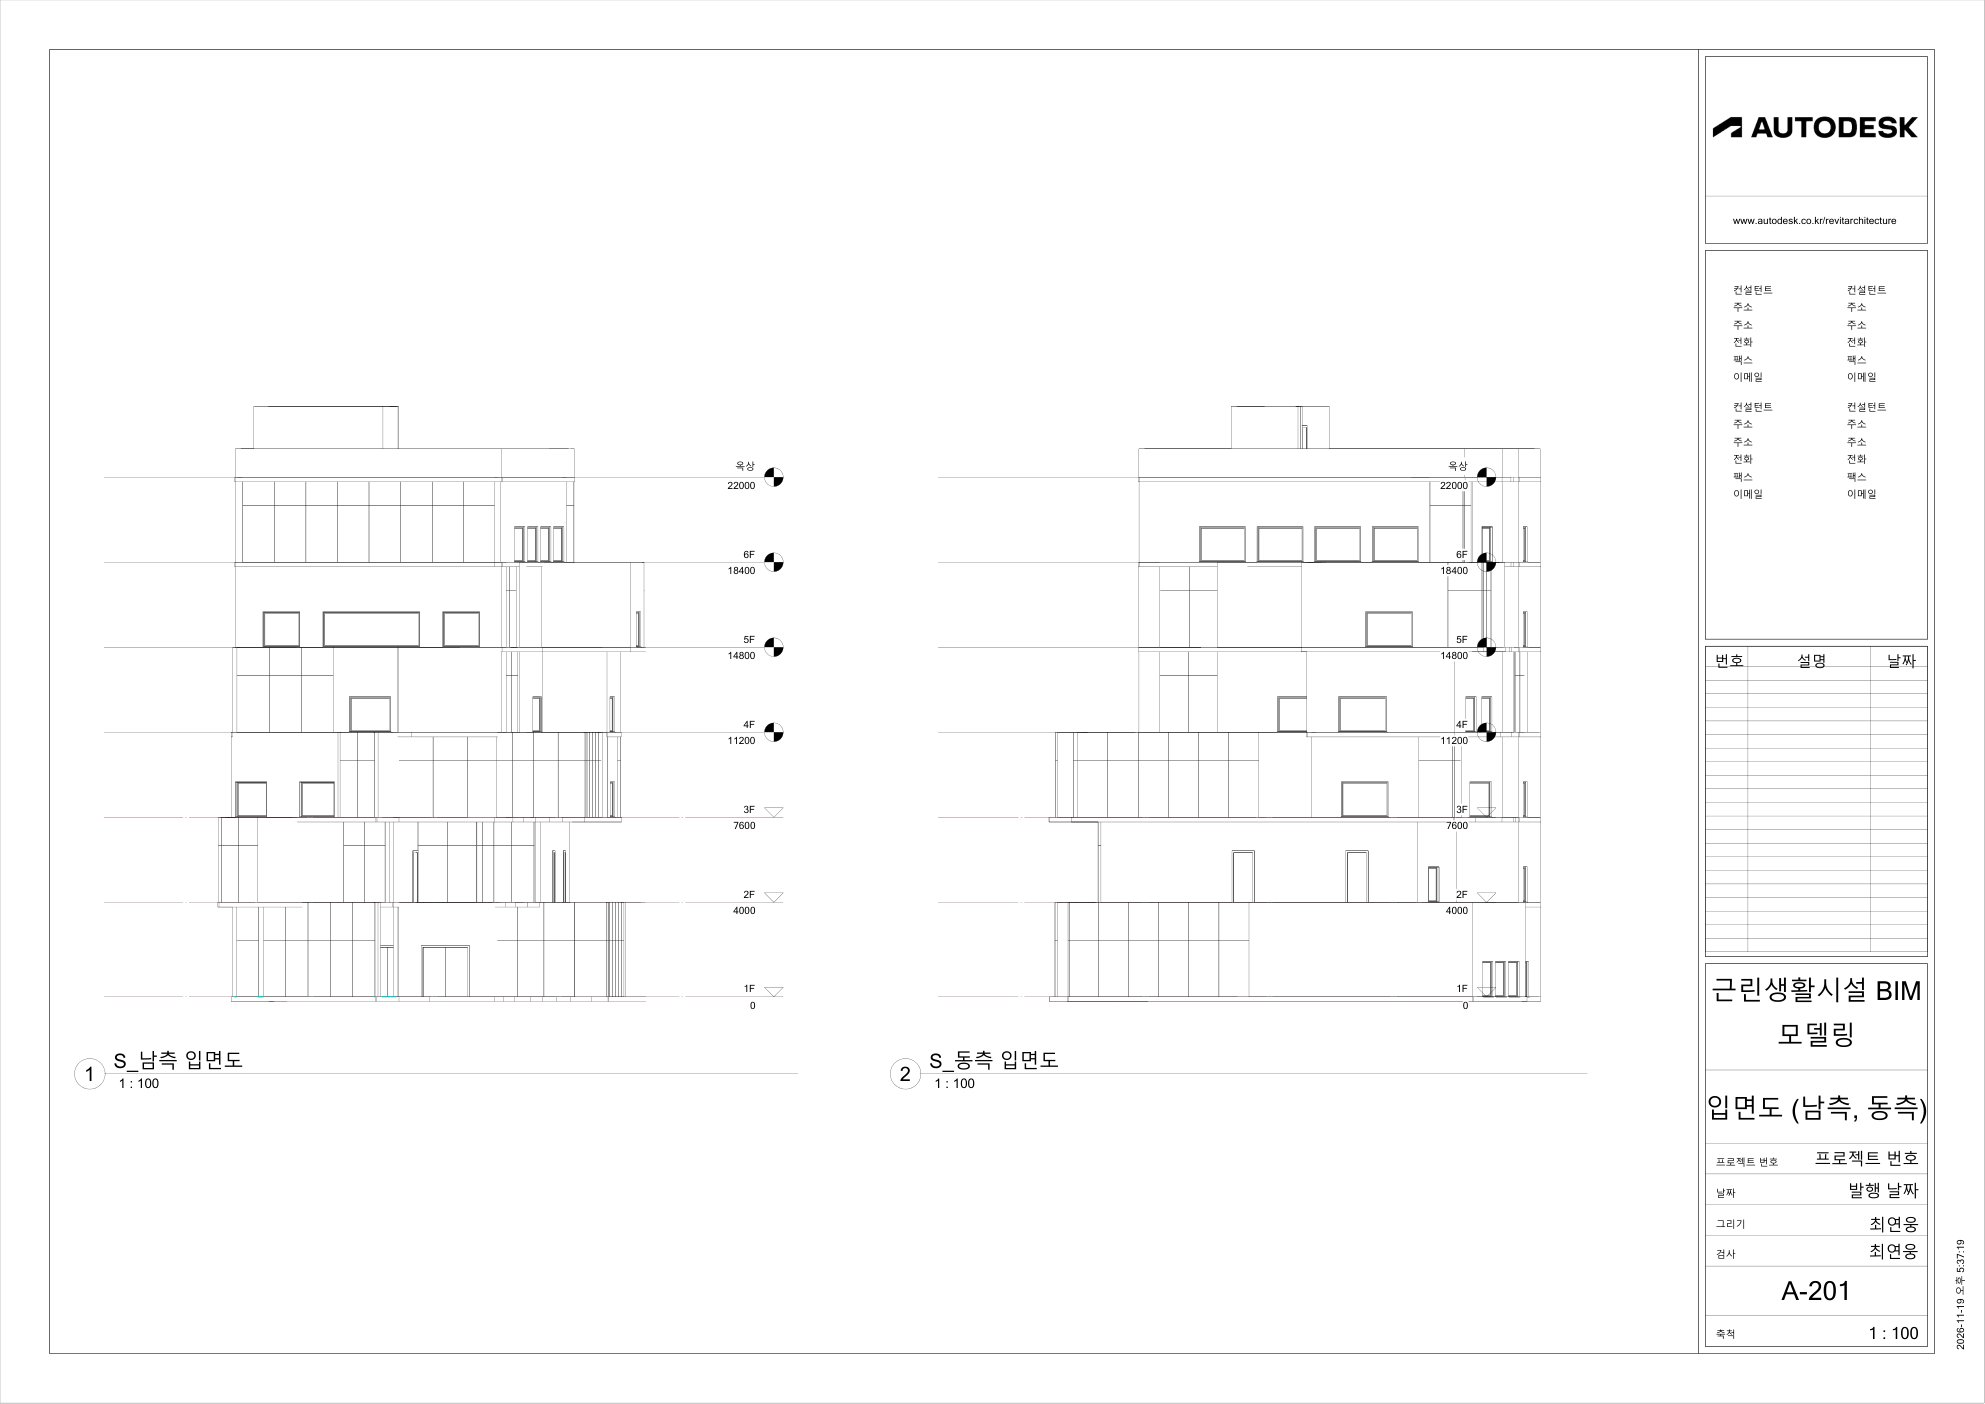 옥상
22000
6F
18400
5F
14800
4F
11200
3F
7600
2F
4000
1F
0
1
S_남측 입면도
1 : 100
옥상
22000
6F
18400
5F
14800
4F
11200
3F
7600
2F
4000
1F
0
2
S_동측 입면도
1 : 100
AUTODESK
www.autodesk.co.kr/revitarchitecture
컨설턴트
주소
주소
전화
팩스
이메일
컨설턴트
주소
주소
전화
팩스
이메일
컨설턴트
주소
주소
전화
팩스
이메일
컨설턴트
주소
주소
전화
팩스
이메일
번호 설명 날짜
근린생활시설 BIM
모델링
입면도 (남측, 동측)
프로젝트 번호 프로젝트 번호
날짜 발행 날짜
그리기 최연웅
검사 최연웅
A-201
축척 1 : 100
2026-11-19 오후 5:37:19